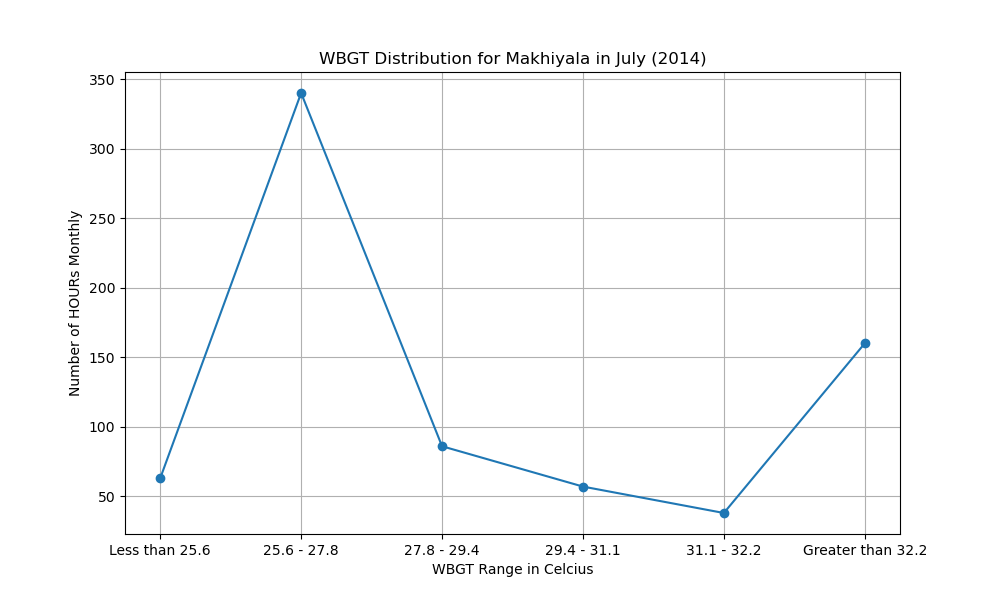 WBGT Distribution for Makhiyala in July (2014)
Number of HOURs Monthly
350
300
250
200
150
100
50
Less than 25.6
25.6 - 27.8
27.8 - 29.4
29.4 - 31.1
31.1 - 32.2
Greater than 32.2
WBGT Range in Celcius